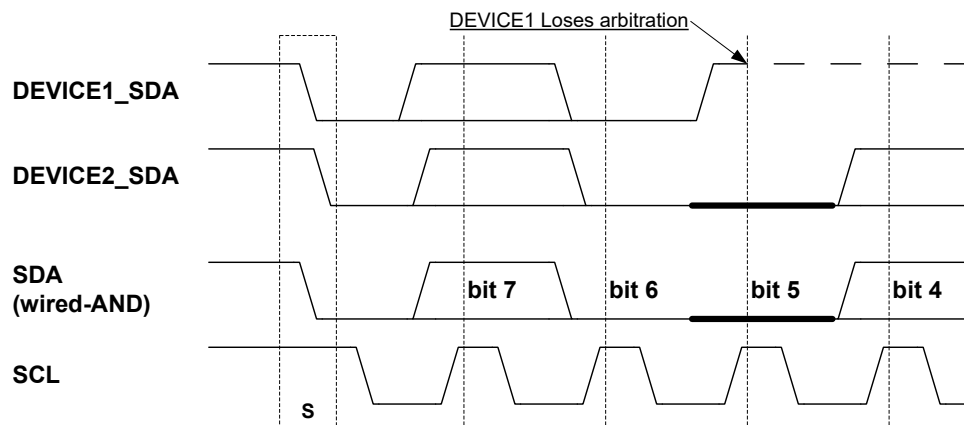 DEVICE1 Loses arbitration
DEVICE1_SDA
DEVICE2_SDA
SDA
(wired-AND)
bit 7 bit 6 bit 5 bit 4
SCL
S